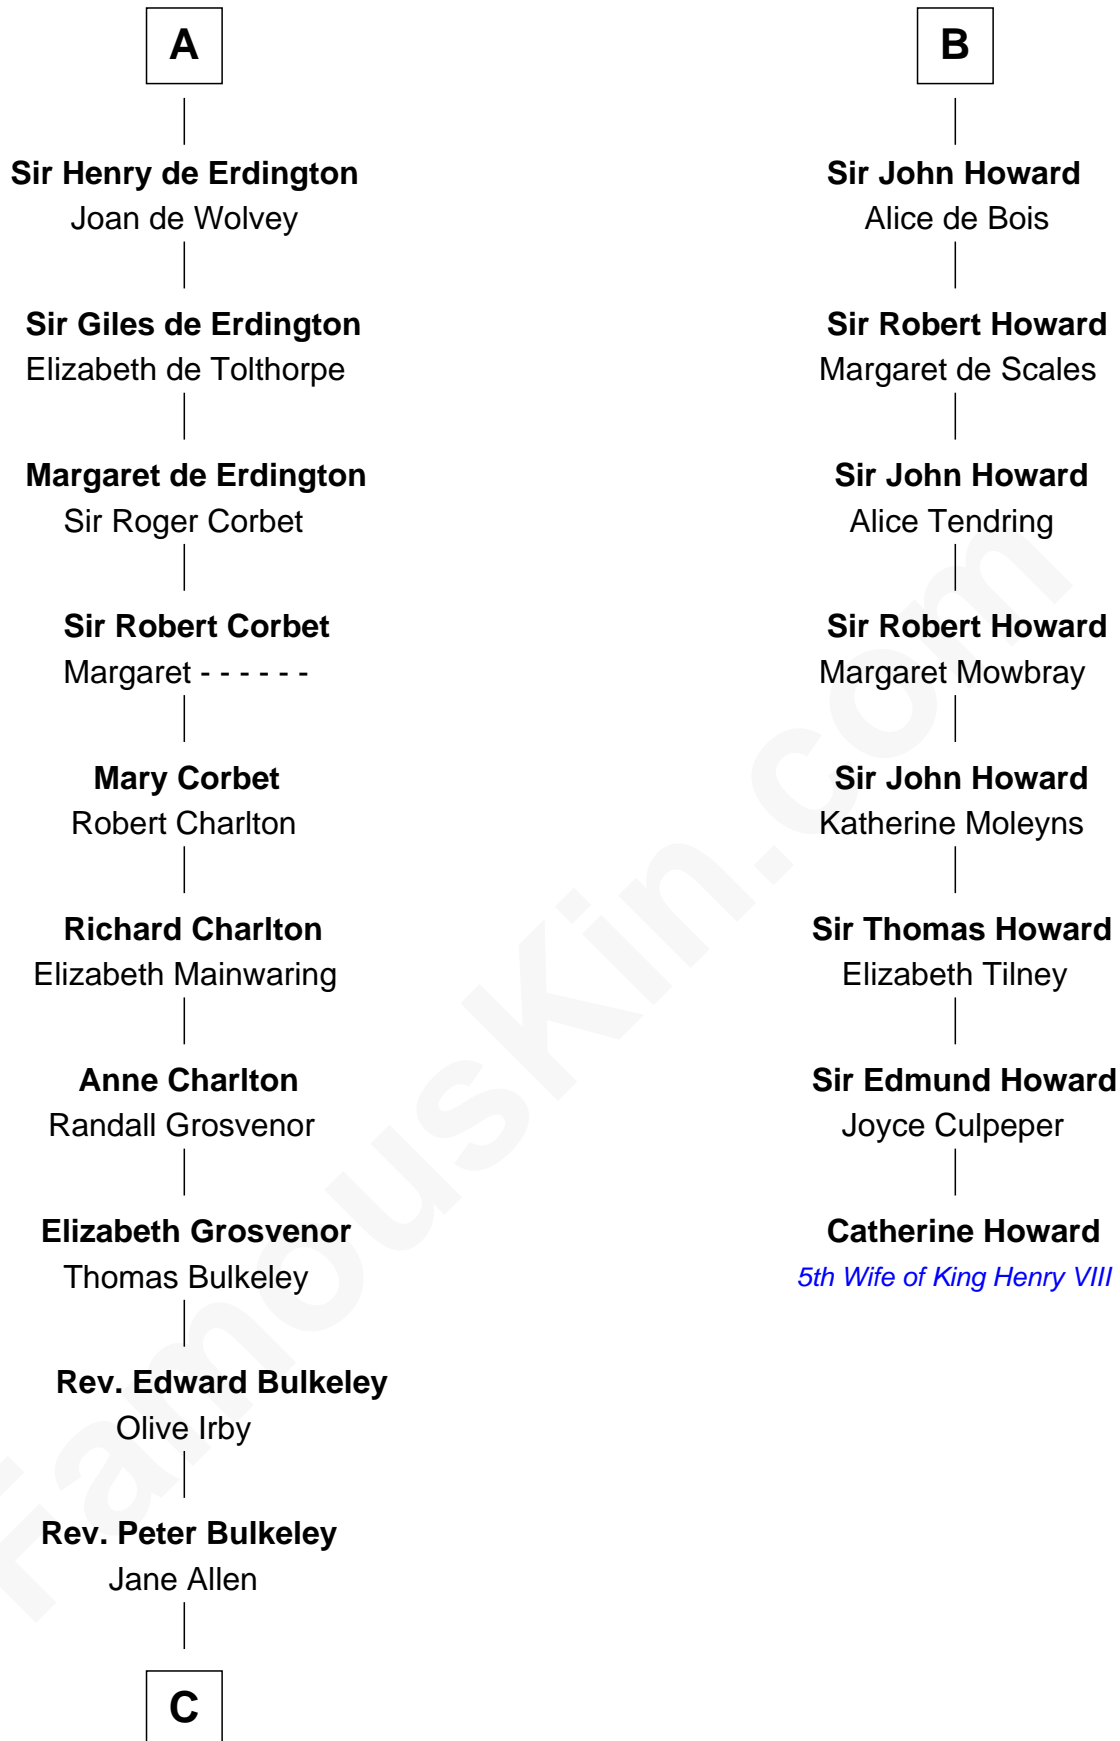 A
Sir Henry de Erdington
Joan de Wolvey
Sir Giles de Erdington
Elizabeth de Tolthorpe
Margaret de Erdington
Sir Roger Corbet
Sir Robert Corbet
Margaret - - - - - -
Mary Corbet
Robert Charlton
Richard Charlton
Elizabeth Mainwaring
Anne Charlton
Randall Grosvenor
Elizabeth Grosvenor
Thomas Bulkeley
Rev. Edward Bulkeley
Olive Irby
Rev. Peter Bulkeley
Jane Allen
C
B
Sir John Howard
Alice de Bois
Sir Robert Howard
Margaret de Scales
Sir John Howard
Alice Tendring
Sir Robert Howard
Margaret Mowbray
Sir John Howard
Katherine Moleyns
Sir Thomas Howard
Elizabeth Tilney
Sir Edmund Howard
Joyce Culpeper
Catherine Howard
5th Wife of King Henry VIII
FamousKin.com